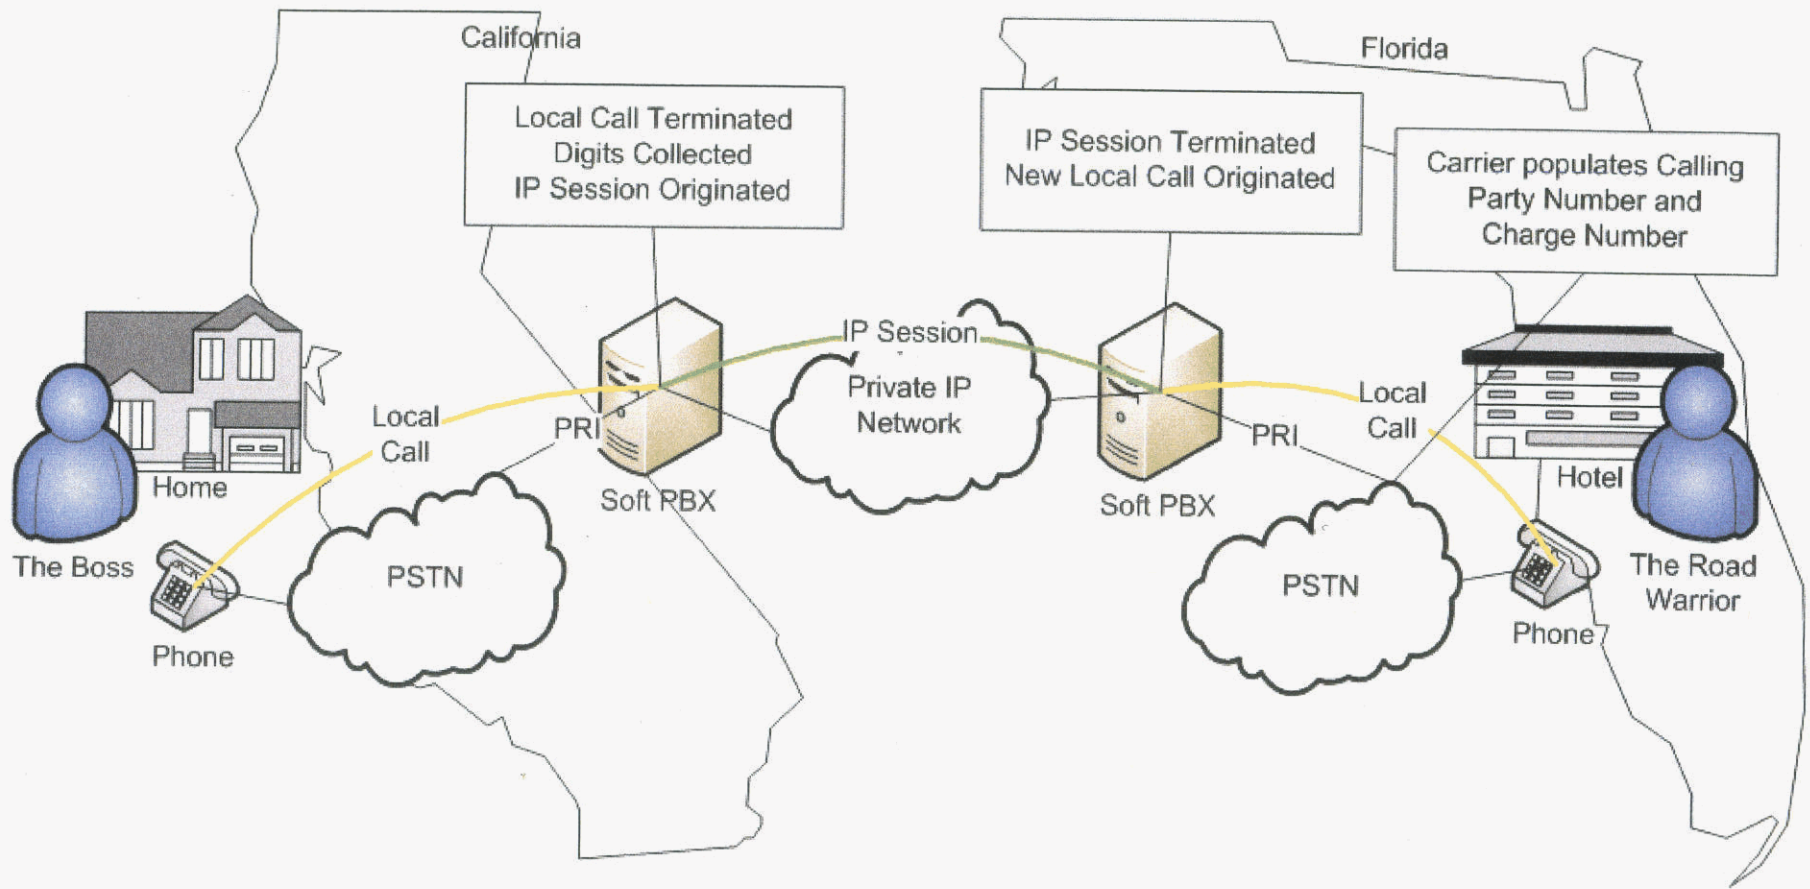 California
Florida
Local Call Terminated
Digits Collected
IP Session Originated
IP Session Terminated
New Local Call Originated
Carrier populates Calling
Party Number and
Charge Number
IP Session
Private IP
Network
Local
Call
PRI
Local
Call
PRI
Home
Soft PBX
Soft PBX
Hotel
The Boss
PSTN
PSTN
The Road
Warrior
Phone
Phone